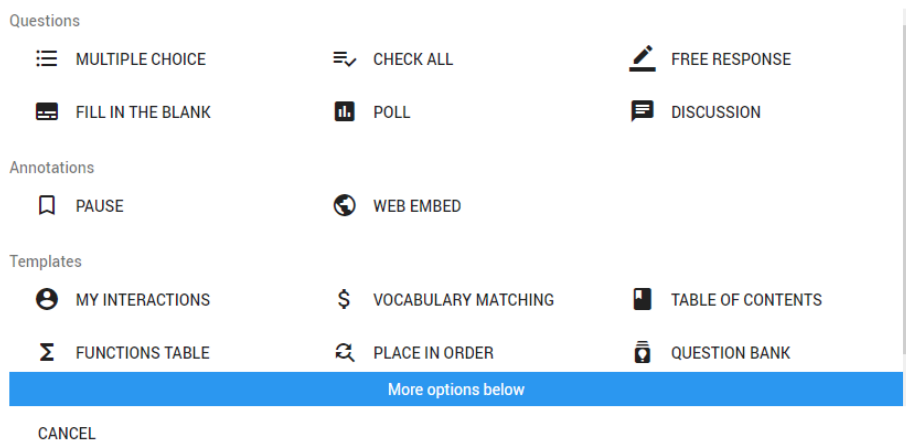 Questions
MULTIPLE CHOICE CHECK ALL FREE RESPONSE
FILL IN THE BLANK POLL DISCUSSION
Annotations
PAUSE WEB EMBED
Templates
MY INTERACTIONS VOCABULARY MATCHING TABLE OF CONTENTS
FUNCTIONS TABLE PLACE IN ORDER QUESTION BANK
More options below
CANCEL